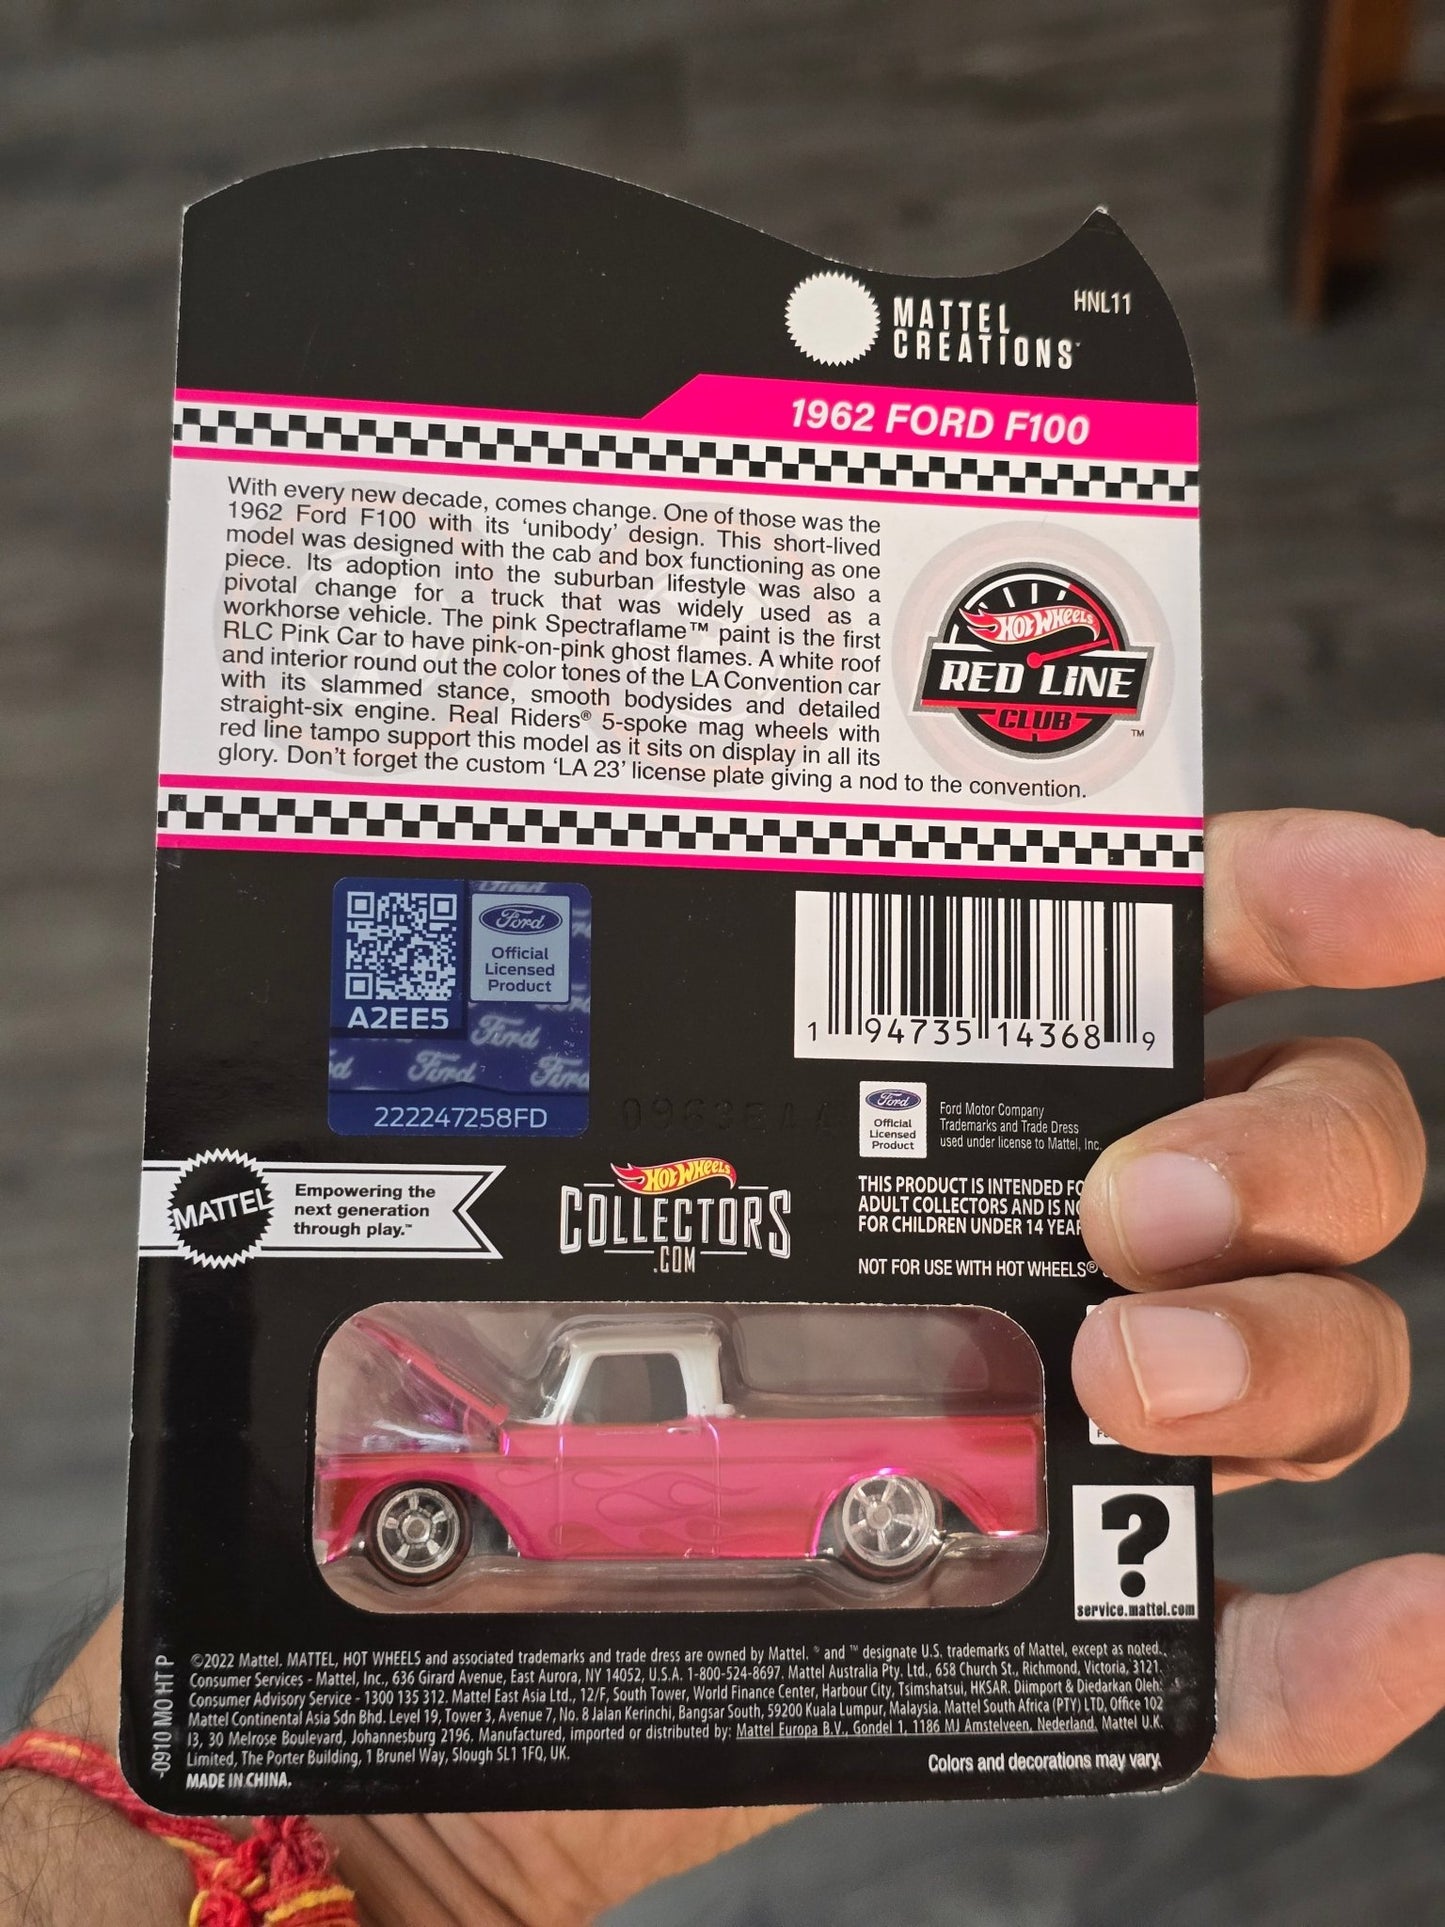 HNL11
MATTEL
CREATIONS
1962 FORD F100
With every new decade, comes change. One of those was the
1962 Ford F100 with its 'unibody' design. This short-lived
model was designed with the cab and box functioning as one
piece. Its adoption into the suburban lifestyle was also a
pivotal change for a truck that was widely used as a
workhorse vehicle. The pink Spectraflame™ paint is the first
RLC Pink Car to have pink-on-pink ghost flames. A white roof
and interior round out the color tones of the LA Convention car
with its slammed stance, smooth bodysides and detailed
straight-six engine. Real Riders® 5-spoke mag wheels with
red line tampo support this model as it sits on display in all its
glory. Don't forget the custom 'LA 23' license plate giving a nod to the convention.
HOT WHEELS
RED LINE
CLUB ™
Ford
Official
Licensed
Product
A2EE5
Ford
Ford
Ford
222247258FD
1 94735 14368 9
Ford
Official
Licensed
Product
Ford Motor Company
Trademarks and Trade Dress
used under license to Mattel, Inc.
MATTEL
Empowering the
next generation
through play.™
HOT WHEELS
COLLECTORS
.COM
THIS PRODUCT IS INTENDED
ADULT COLLECTORS AND IS
FOR CHILDREN UNDER 14
NOT FOR USE WITH HOT WHEELS®
?
service.mattel.com
-0910 MO HT P
©2022 Mattel. MATTEL, HOT WHEELS and associated trademarks and trade dress are owned by Mattel. ® and ™ designate U.S. trademarks of Mattel, except as noted.
Consumer Services - Mattel, Inc., 636 Girard Avenue, East Aurora, NY 14052, U.S.A. 1-800-524-8697. Mattel Australia Pty. Ltd., 658 Church St., Richmond, Victoria, 3121.
Consumer Advisory Service - 1300 135 312. Mattel East Asia Ltd., 12/F, South Tower, World Finance Center, Harbour City, Tsimshatsui, HKSAR. Diimport & Diedarkan Oleh:
Mattel Continental Asia Sdn Bhd. Level 19, Tower 3, Avenue 7, No. 8 Jalan Kerinchi, Bangsar South, 59200 Kuala Lumpur, Malaysia. Mattel South Africa (PTY) LTD, Office 102
I3, 30 Melrose Boulevard, Johannesburg 2196. Manufactured, imported or distributed by: Mattel Europa B.V., Gondel 1, 1186 MJ Amstelveen, Nederland. Mattel U.K.
Limited, The Porter Building, 1 Brunel Way, Slough SL1 1FQ, UK.
MADE IN CHINA.
Colors and decorations may vary.